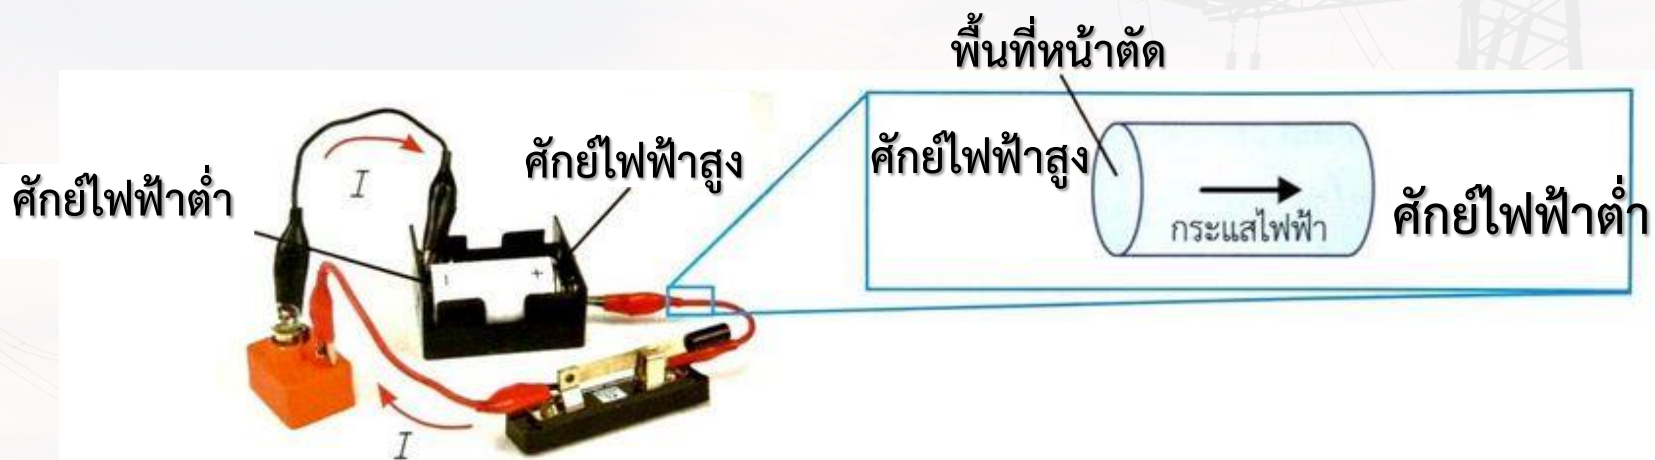 พื้นที่หน้าตัด
ศักย์ไฟฟ้าต่ำ
I
ศักย์ไฟฟ้าสูง
ศักย์ไฟฟ้าสูง
กระแสไฟฟ้า
ศักย์ไฟฟ้าต่ำ
- +
I